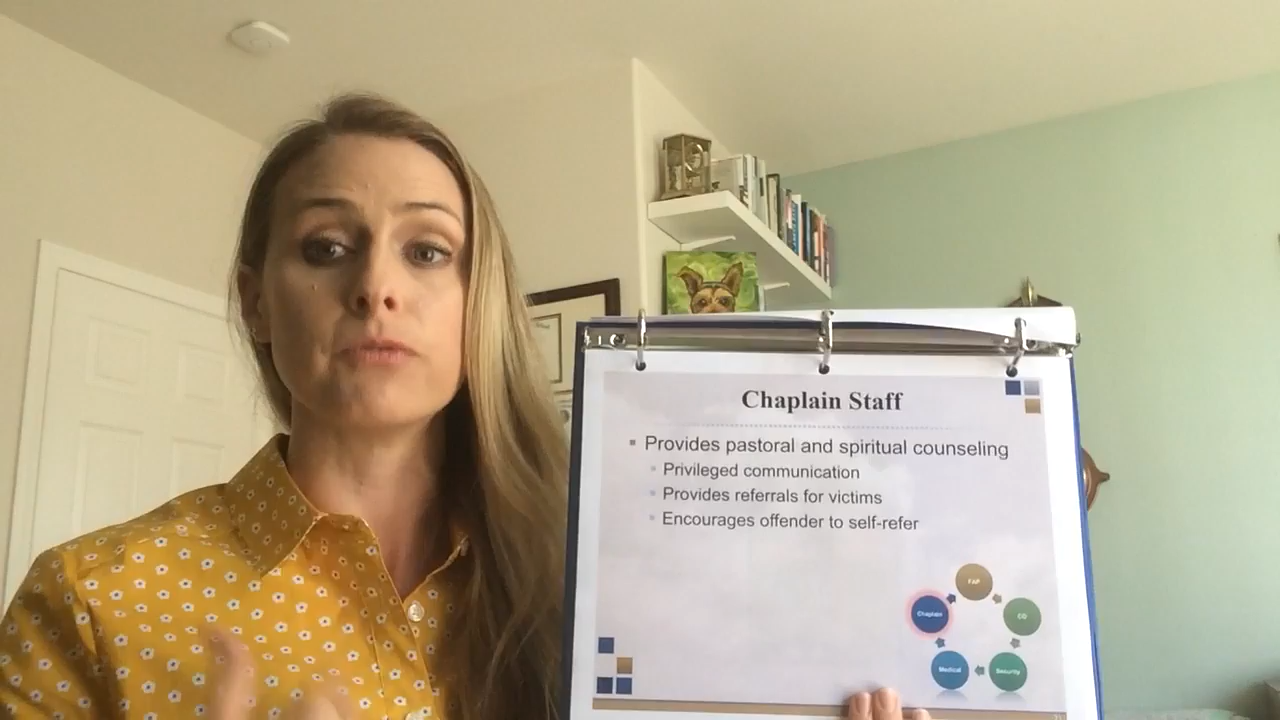 Chaplain Staff
Provides pastoral and spiritual counseling
Privileged communication
Provides referrals for victims
Encourages offender to self-refer
FAP
Chaplain
CO
Medical
Security